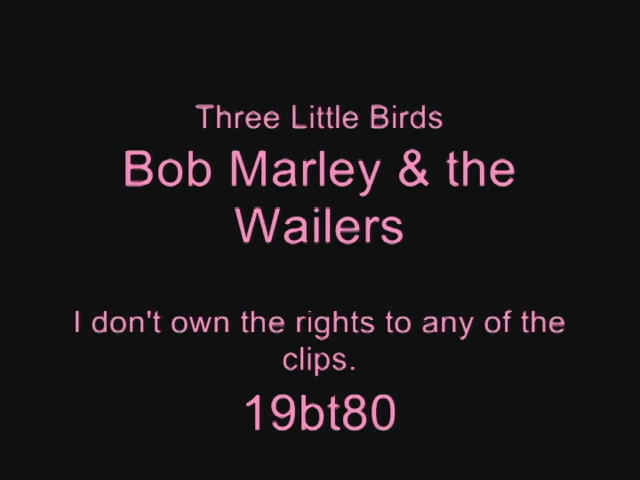 Three Little Birds
Bob Marley & the
Wailers
I don't own the rights to any of the
clips.
19bt80